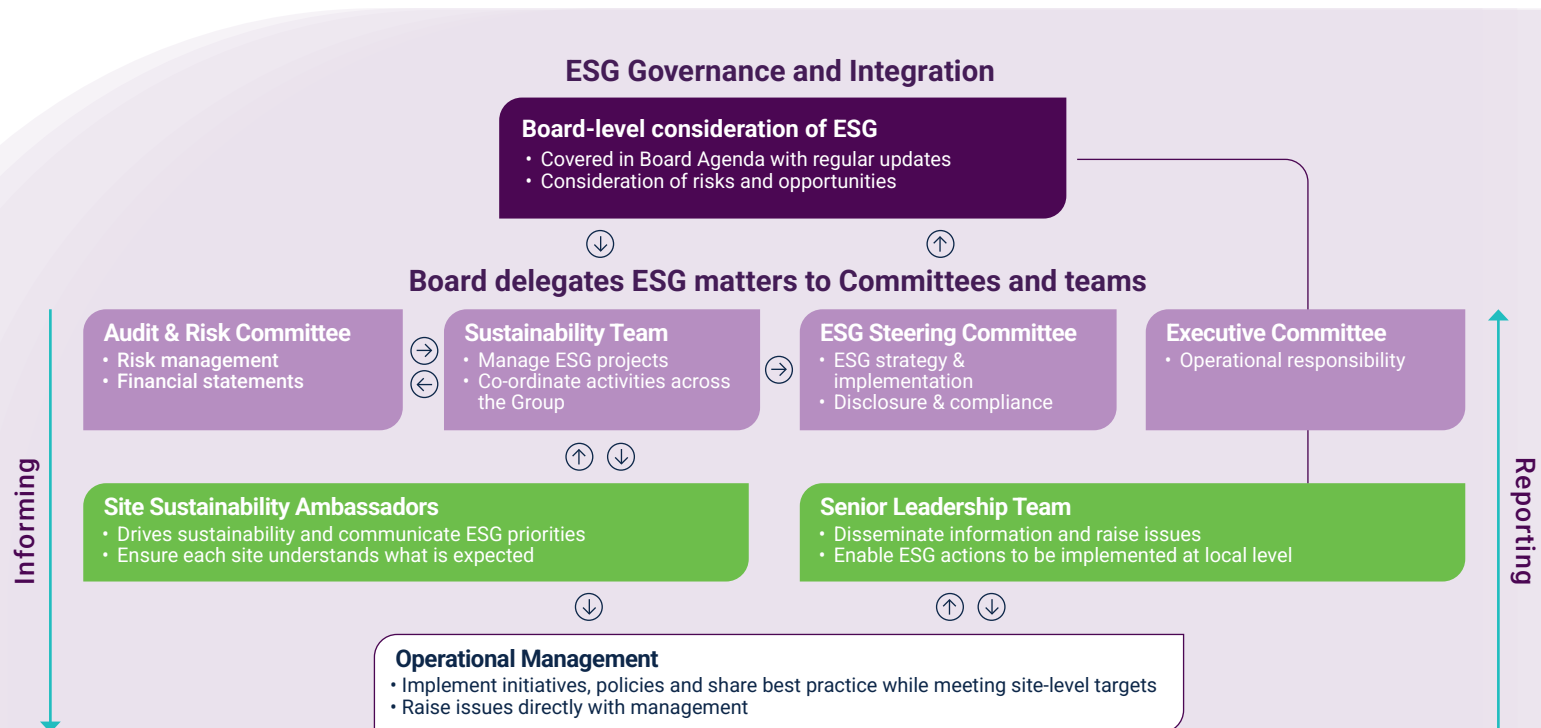 ESG Governance and Integration
Board-level consideration of ESG
• Covered in Board Agenda with regular updates
• Consideration of risks and opportunities
Board delegates ESG matters to Committees and teams
Audit & Risk Committee
• Risk management
• Financial statements
Sustainability Team
• Manage ESG projects
• Co-ordinate activities across
the Group
ESG Steering Committee
• ESG strategy &
implementation
• Disclosure & compliance
Executive Committee
• Operational responsibility
Informing
Reporting
Site Sustainability Ambassadors
• Drives sustainability and communicate ESG priorities
• Ensure each site understands what is expected
Senior Leadership Team
• Disseminate information and raise issues
• Enable ESG actions to be implemented at local level
Operational Management
• Implement initiatives, policies and share best practice while meeting site-level targets
• Raise issues directly with management